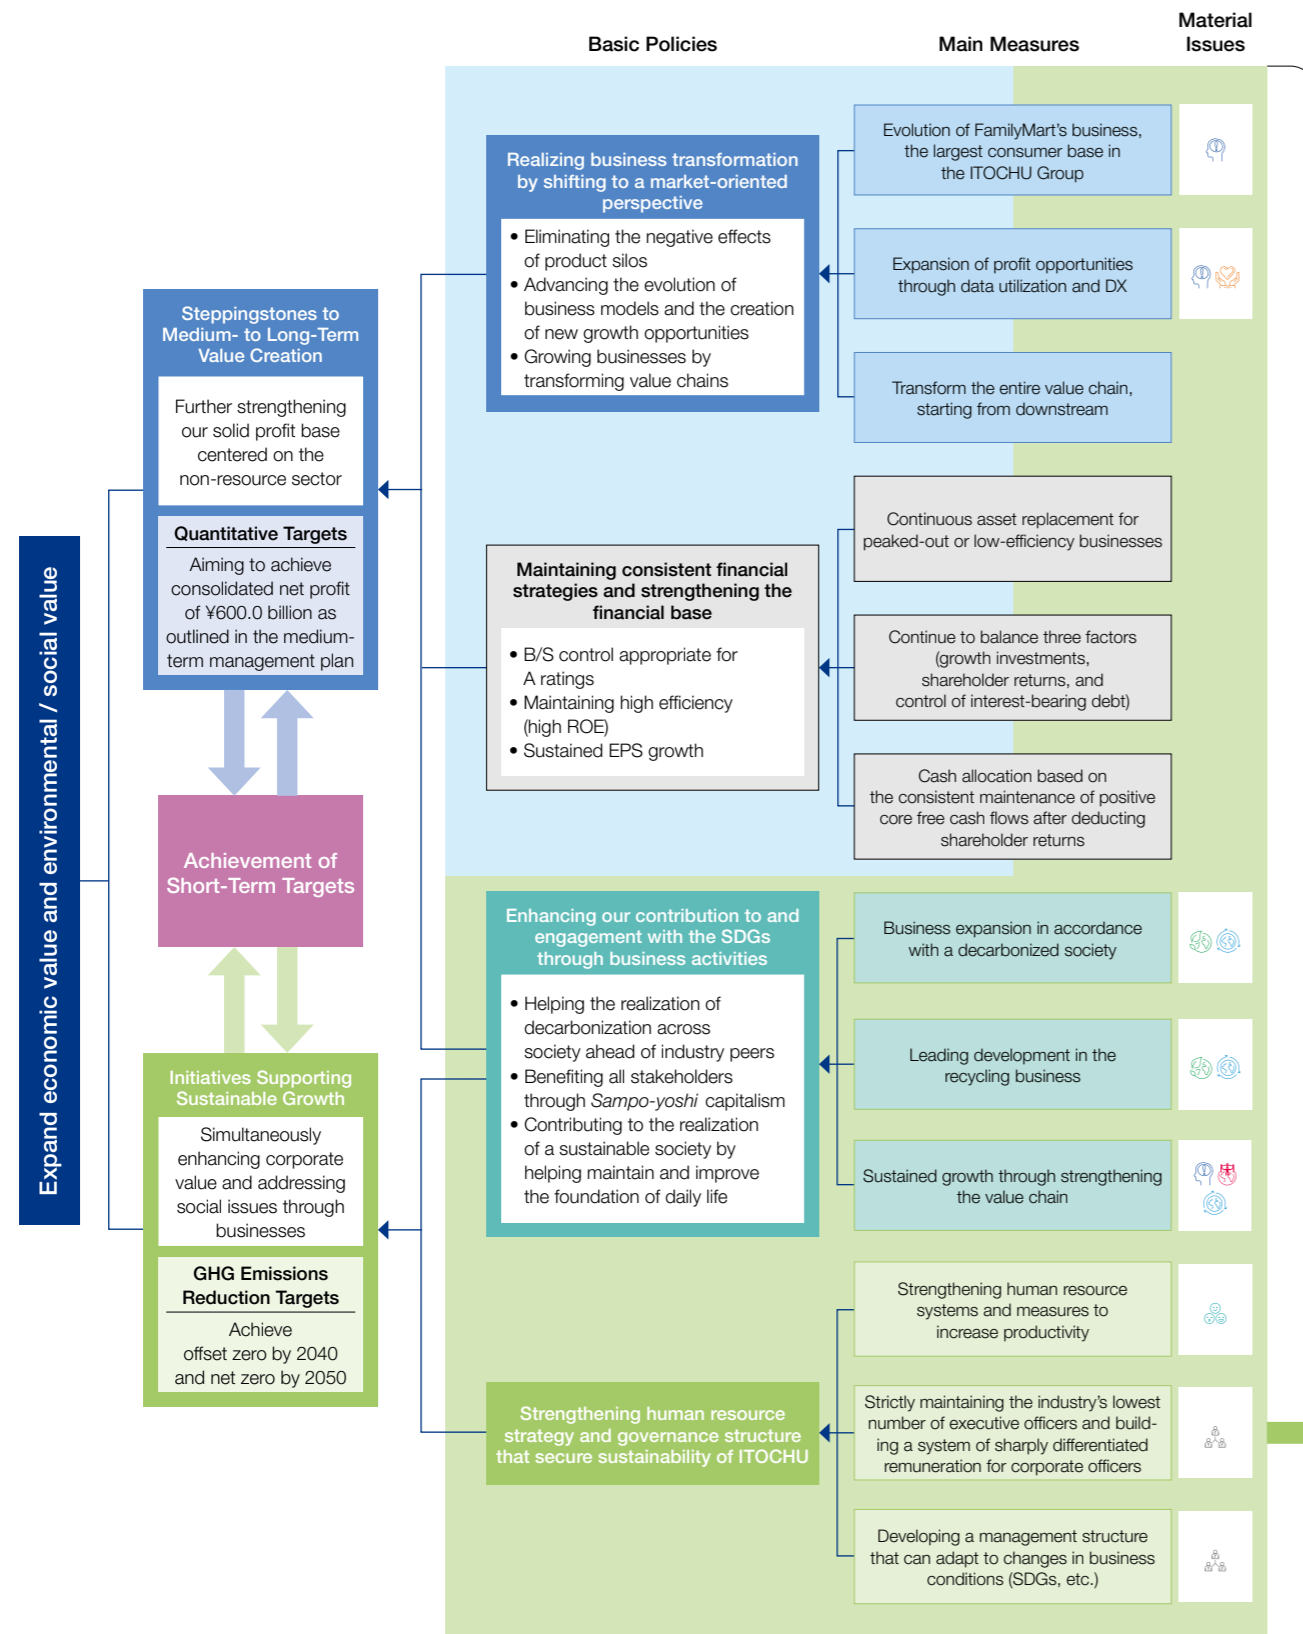 Basic Policies
Main Measures
Material
Issues
Expand economic value and environmental / social value
Steppingstones to
Medium- to Long-Term
Value Creation
Further strengthening
our solid profit base
centered on the
non-resource sector
Quantitative Targets
Aiming to achieve
consolidated net profit
of ¥600.0 billion as
outlined in the medium-
term management plan
Achievement of
Short-Term Targets
Initiatives Supporting
Sustainable Growth
Simultaneously
enhancing corporate
value and addressing
social issues through
businesses
GHG Emissions
Reduction Targets
Achieve
offset zero by 2040
and net zero by 2050
Realizing business transformation
by shifting to a market-oriented
perspective
• Eliminating the negative effects
of product silos
• Advancing the evolution of
business models and the creation
of new growth opportunities
• Growing businesses by
transforming value chains
Evolution of FamilyMart's business,
the largest consumer base in
the ITOCHU Group
Expansion of profit opportunities
through data utilization and DX
Transform the entire value chain,
starting from downstream
Maintaining consistent financial
strategies and strengthening the
financial base
• B/S control appropriate for
A ratings
• Maintaining high efficiency
(high ROE)
• Sustained EPS growth
Continuous asset replacement for
peaked-out or low-efficiency businesses
Continue to balance three factors
(growth investments,
shareholder returns, and
control of interest-bearing debt)
Cash allocation based on
the consistent maintenance of positive
core free cash flows after deducting
shareholder returns
Enhancing our contribution to and
engagement with the SDGs
through business activities
• Helping the realization of
decarbonization across
society ahead of industry peers
• Benefiting all stakeholders
through Sampo-yoshi capitalism
• Contributing to the realization
of a sustainable society by
helping maintain and improve
the foundation of daily life
Business expansion in accordance
with a decarbonized society
Leading development in the
recycling business
Sustained growth through strengthening
the value chain
Strengthening human resource
strategy and governance structure
that secure sustainability of ITOCHU
Strengthening human resource
systems and measures to
increase productivity
Strictly maintaining the industry's lowest
number of executive officers and build-
ing a system of sharply differentiated
remuneration for corporate officers
Developing a management structure
that can adapt to changes in business
conditions (SDGs, etc.)